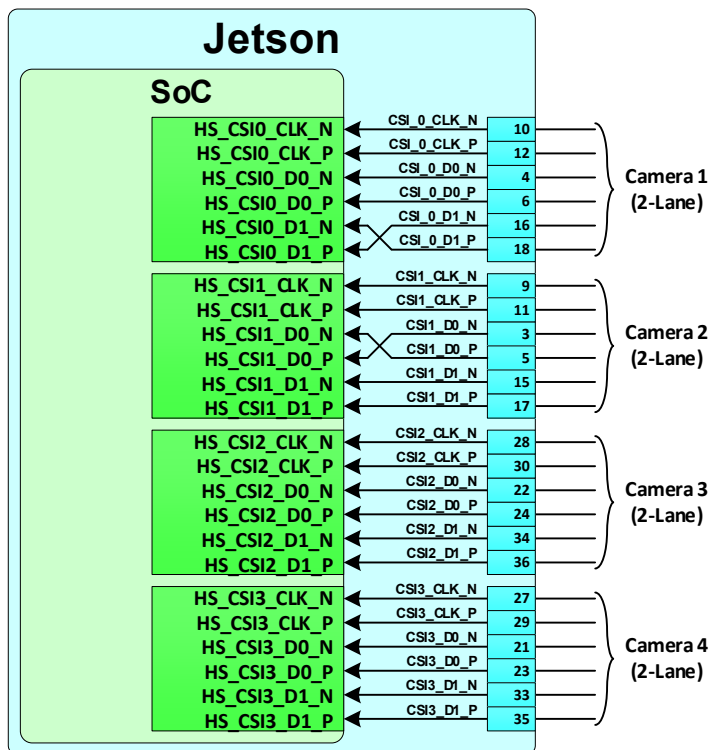 Jetson
SoC
HS_CSI0_CLK_N CSI_0_CLK_N 10
HS_CSI0_CLK_P CSI_0_CLK_P 12
HS_CSI0_D0_N CSI_0_D0_N 4
HS_CSI0_D0_P CSI_0_D0_P 6
HS_CSI0_D1_N CSI_0_D1_N 16
HS_CSI0_D1_P CSI_0_D1_P 18
Camera 1
(2-Lane)
HS_CSI1_CLK_N CSI1_CLK_N 9
HS_CSI1_CLK_P CSI1_CLK_P 11
HS_CSI1_D0_N CSI1_D0_N 3
HS_CSI1_D0_P CSI1_D0_P 5
HS_CSI1_D1_N CSI1_D1_N 15
HS_CSI1_D1_P CSI1_D1_P 17
Camera 2
(2-Lane)
HS_CSI2_CLK_N CSI2_CLK_N 28
HS_CSI2_CLK_P CSI2_CLK_P 30
HS_CSI2_D0_N CSI2_D0_N 22
HS_CSI2_D0_P CSI2_D0_P 24
HS_CSI2_D1_N CSI2_D1_N 34
HS_CSI2_D1_P CSI2_D1_P 36
Camera 3
(2-Lane)
HS_CSI3_CLK_N CSI3_CLK_N 27
HS_CSI3_CLK_P CSI3_CLK_P 29
HS_CSI3_D0_N CSI3_D0_N 21
HS_CSI3_D0_P CSI3_D0_P 23
HS_CSI3_D1_N CSI3_D1_N 33
HS_CSI3_D1_P CSI3_D1_P 35
Camera 4
(2-Lane)